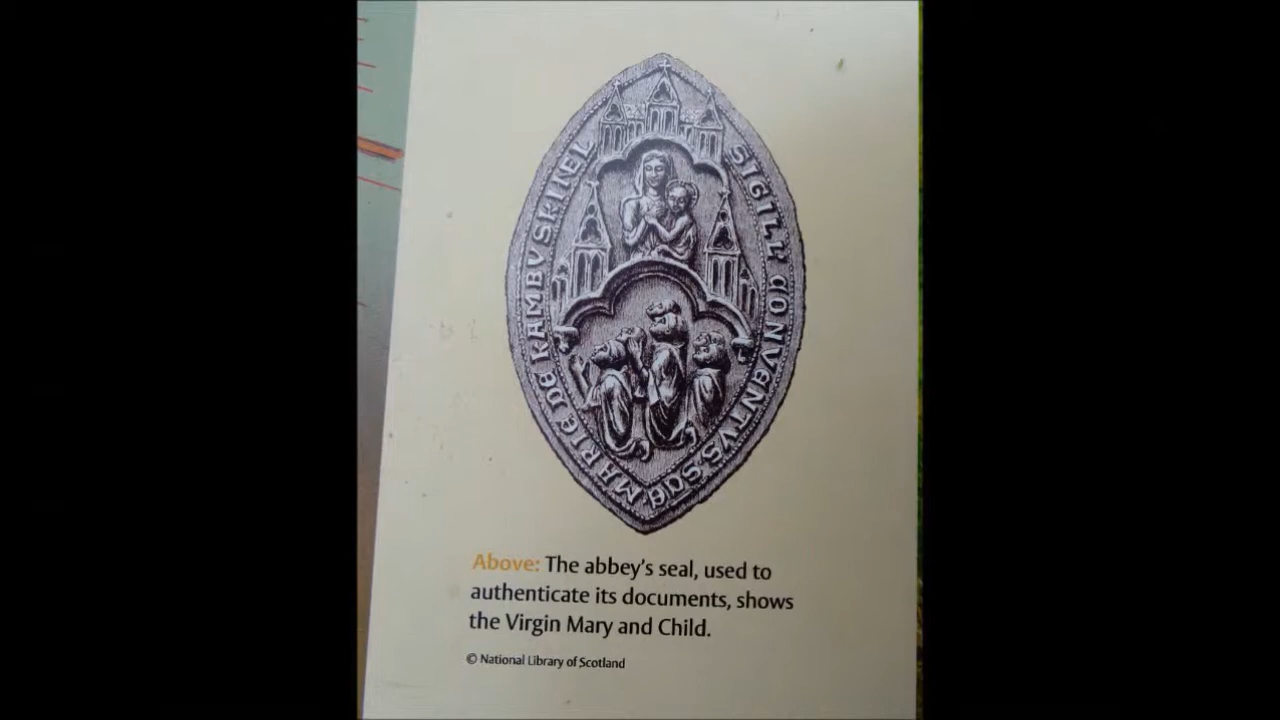 SIGILL' CONVENTVS. SCE. MARIE DE KAMBVSKINEL
Above: The abbey's seal, used to
authenticate its documents, shows
the Virgin Mary and Child.
© National Library of Scotland